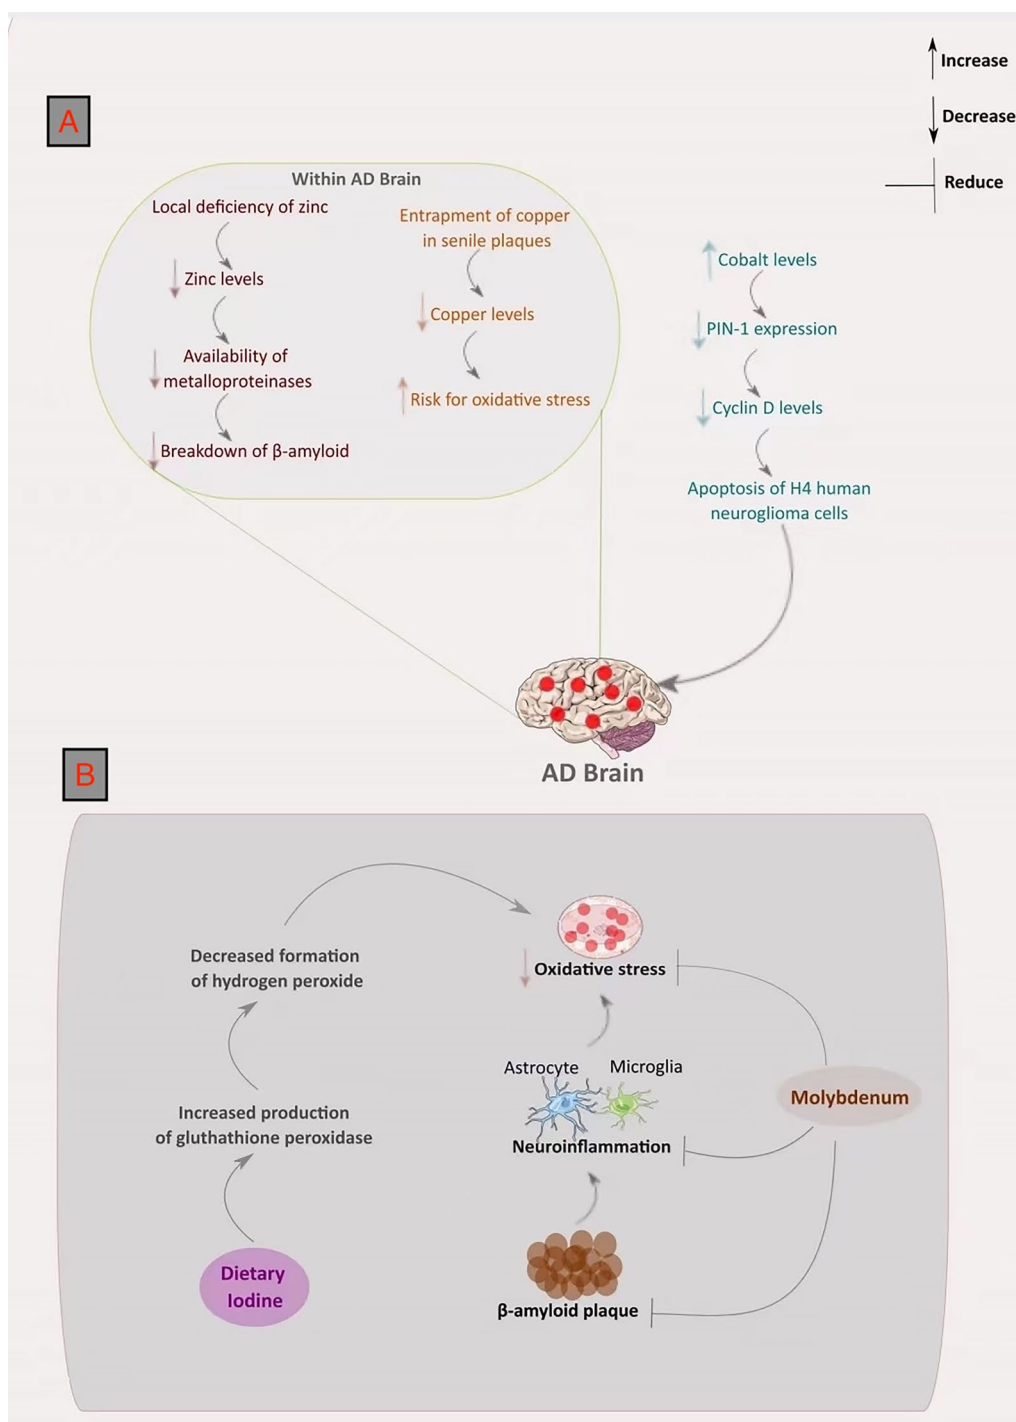 Increase
Decrease
Reduce
A
Within AD Brain
Local deficiency of zinc
Zinc levels
Availability of
metalloproteinases
Breakdown of β-amyloid
Entrapment of copper
in senile plaques
Copper levels
Risk for oxidative stress
Cobalt levels
PIN-1 expression
Cyclin D levels
Apoptosis of H4 human
neuroglioma cells
AD Brain
B
Decreased formation
of hydrogen peroxide
Increased production
of gluthathione peroxidase
Dietary
Iodine
Oxidative stress
Astrocyte
Microglia
Neuroinflammation
β-amyloid plaque
Molybdenum